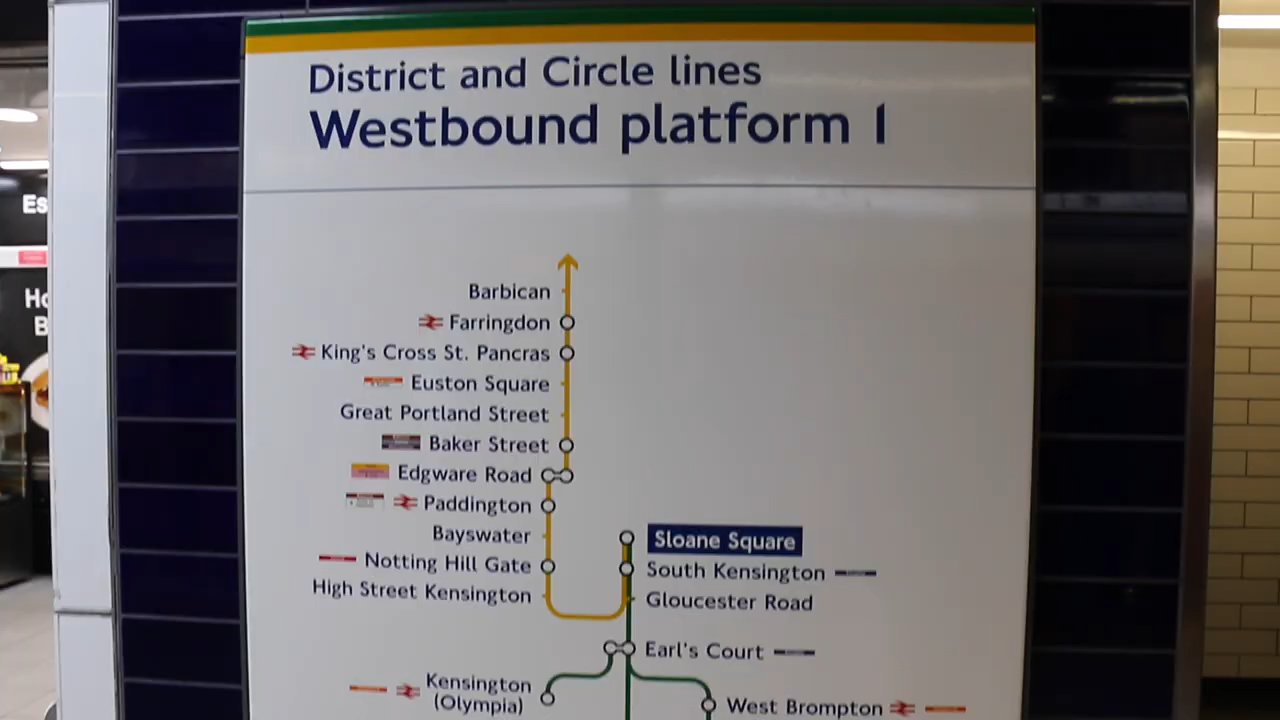 District and Circle lines
Westbound platform 1
Barbican
Farringdon
King's Cross St. Pancras
Euston Square
Great Portland Street
Baker Street
Edgware Road
Paddington
Bayswater
Sloane Square
Notting Hill Gate
South Kensington
High Street Kensington
Gloucester Road
Earl's Court
Kensington
(Olympia)
West Brompton
Es
Ho
B